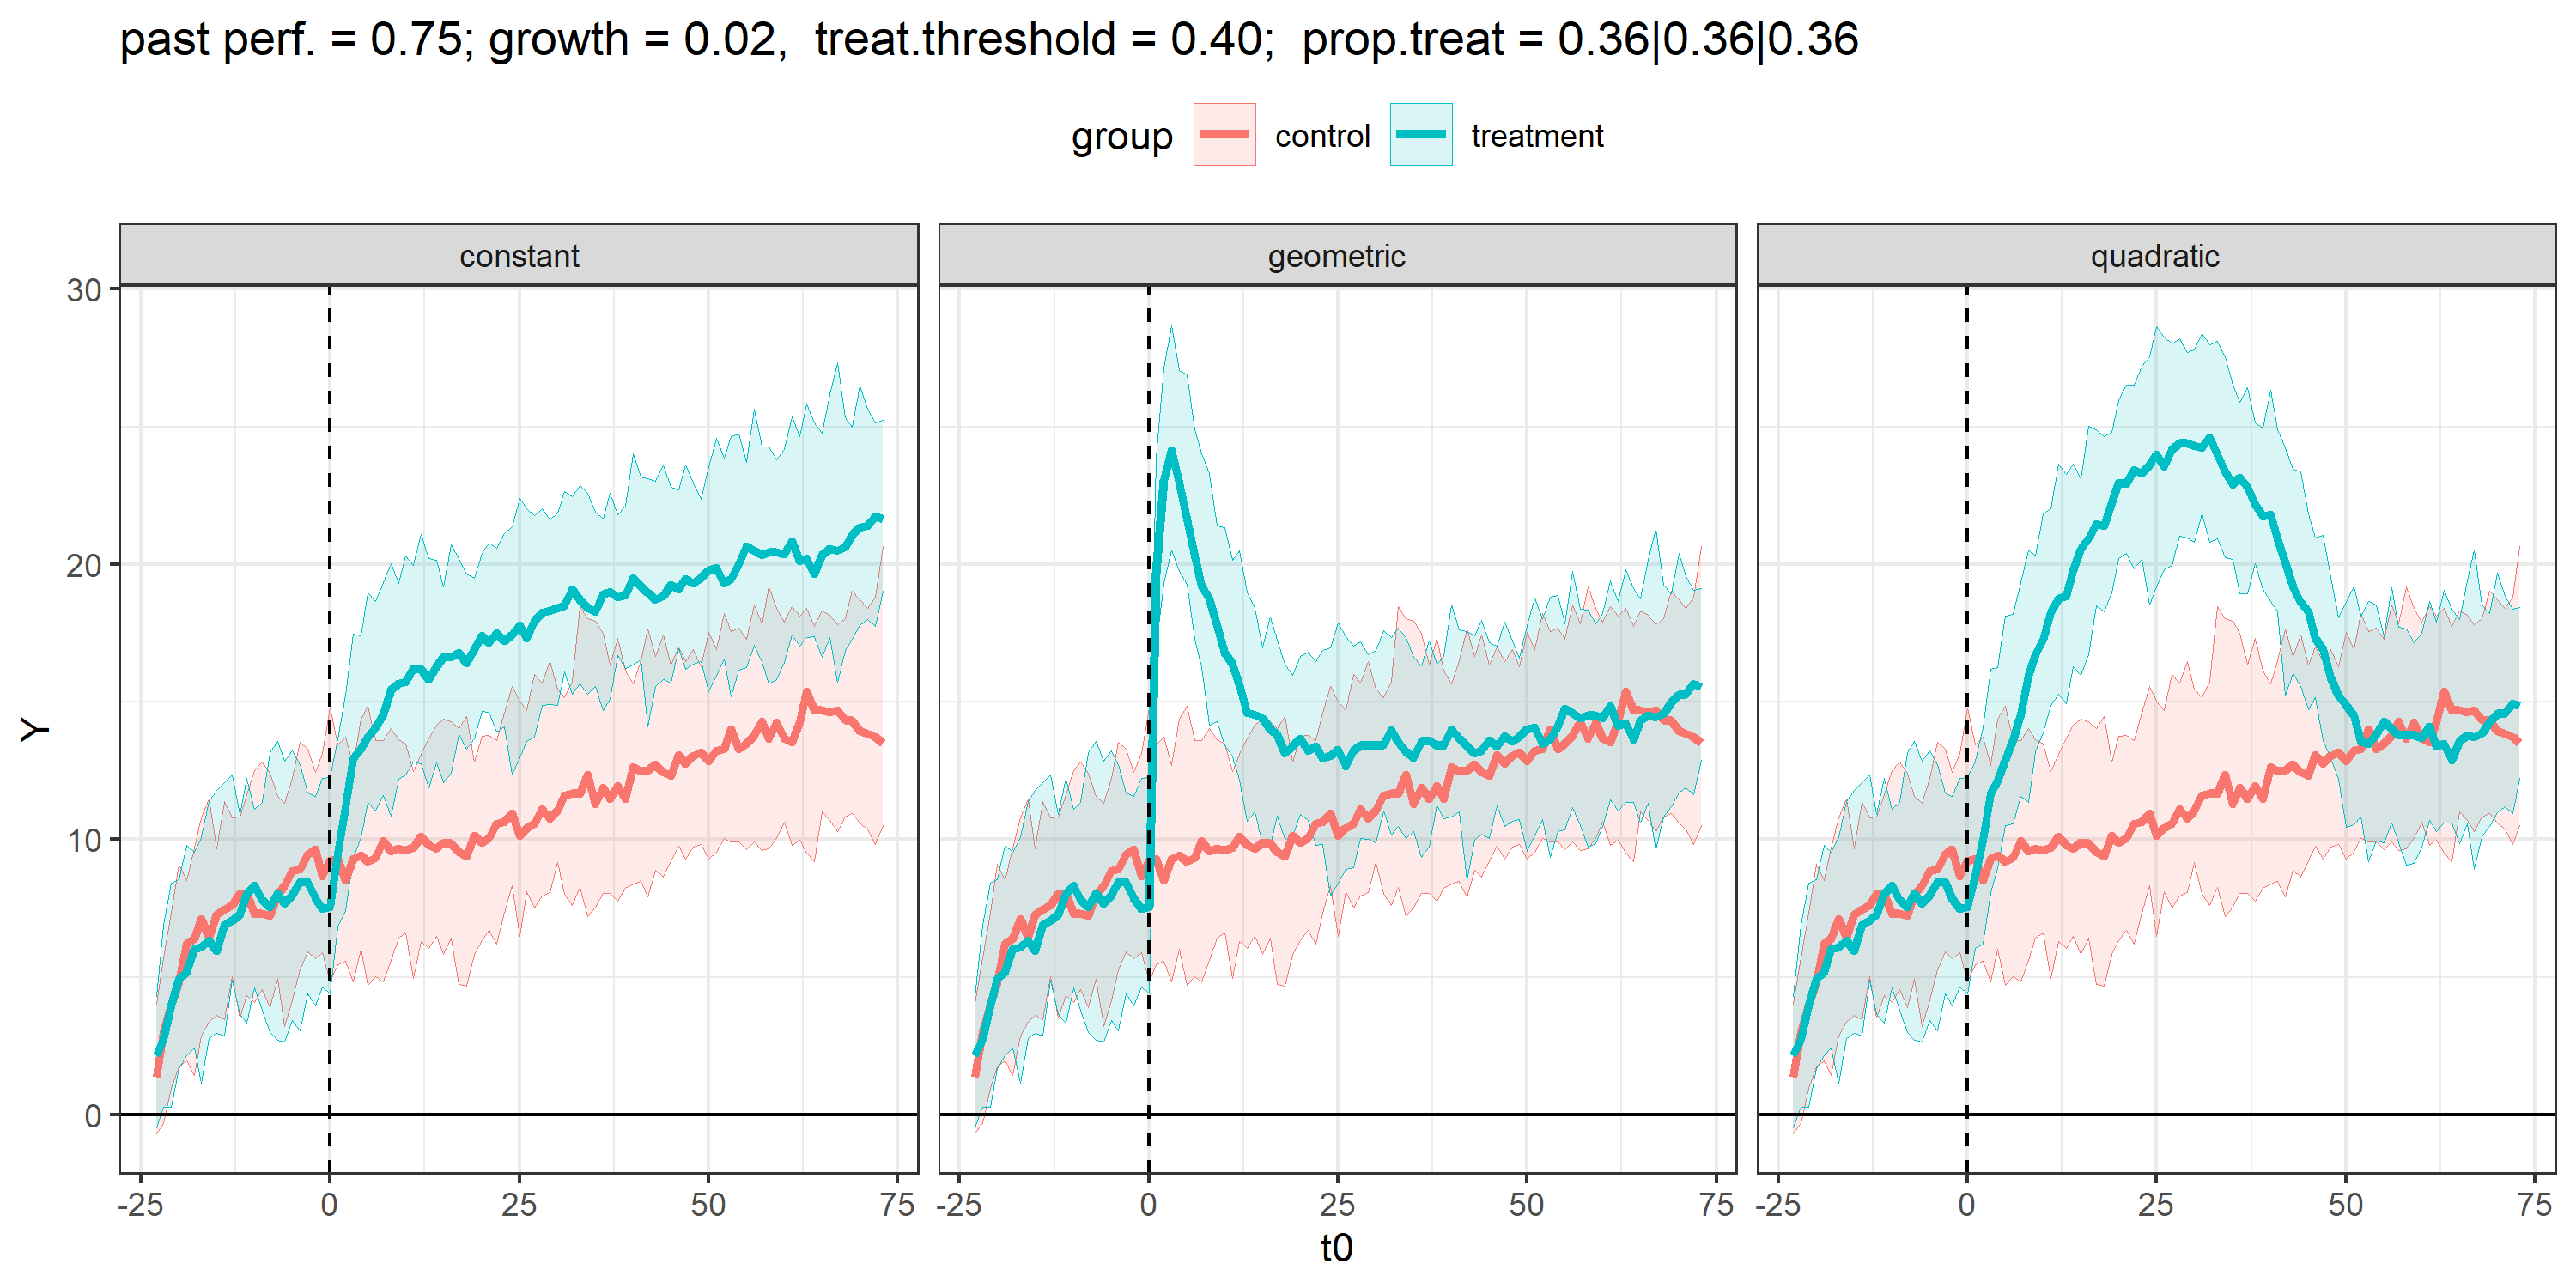 past perf. = 0.75; growth = 0.02,  treat.threshold = 0.40;  prop.treat = 0.36|0.36|0.36
group control treatment
constant geometric quadratic
30
20
10
0
Y
-25 0 25 50 75 -25 0 25 50 75 -25 0 25 50 75
t0